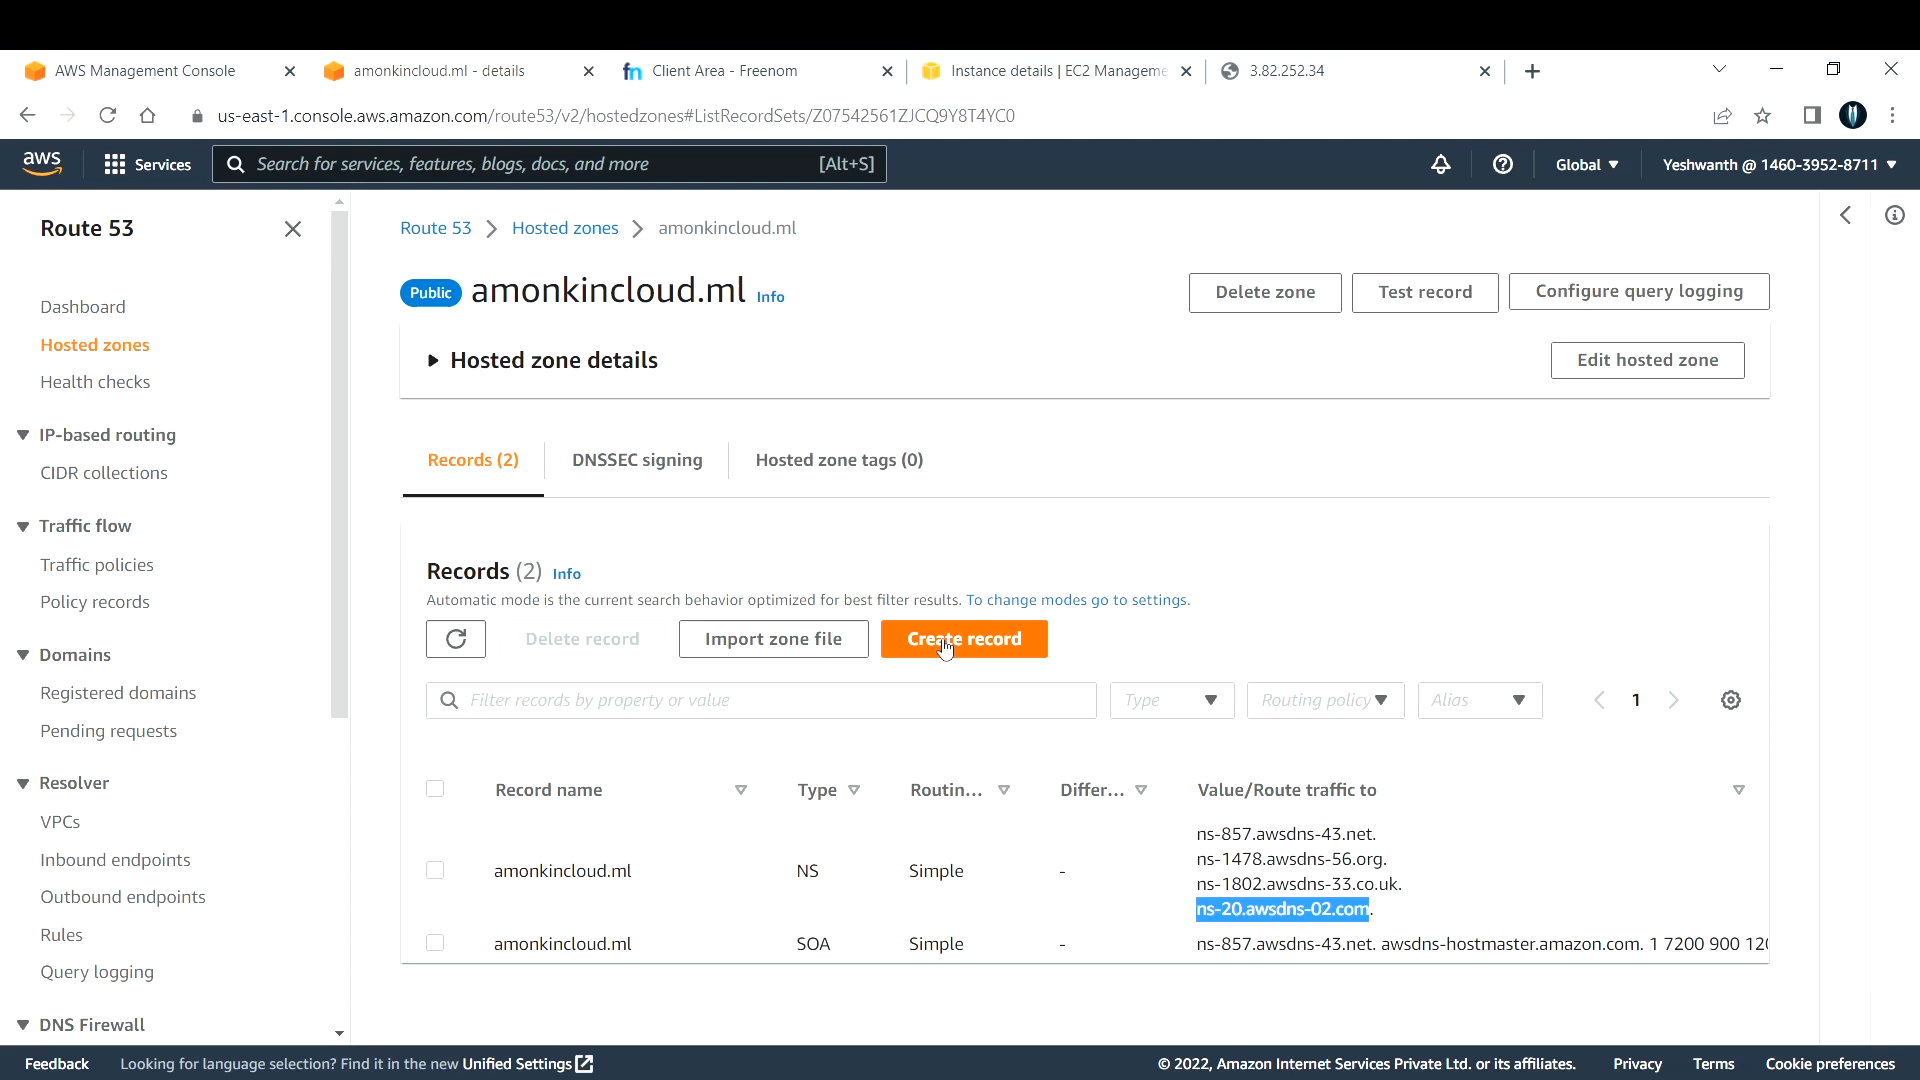 AWS Management Console
amonkincloud.ml - details
fn Client Area - Freenom
Instance details | EC2 Manageme
3.82.252.34
us-east-1.console.aws.amazon.com/route53/v2/hostedzones#ListRecordSets/Z07542561ZJCQ9Y8T4YC0
aws
Services
Search for services, features, blogs, docs, and more [Alt+S]
Global
Yeshwanth @ 1460-3952-8711
Route 53
Dashboard
Hosted zones
Health checks
IP-based routing
CIDR collections
Traffic flow
Traffic policies
Policy records
Domains
Registered domains
Pending requests
Resolver
VPCs
Inbound endpoints
Outbound endpoints
Rules
Query logging
DNS Firewall
Route 53 > Hosted zones > amonkincloud.ml
Public amonkincloud.ml Info
Delete zone
Test record
Configure query logging
Hosted zone details
Edit hosted zone
Records (2)
DNSSEC signing
Hosted zone tags (0)
Records (2) Info
Automatic mode is the current search behavior optimized for best filter results. To change modes go to settings.
Delete record
Import zone file
Create record
Filter records by property or value
Type
Routing policy
Alias
1
Record name Type Routin... Differ... Value/Route traffic to
ns-857.awsdns-43.net.
ns-1478.awsdns-56.org.
amonkincloud.ml NS Simple -
ns-1802.awsdns-33.co.uk.
ns-20.awsdns-02.com.
amonkincloud.ml SOA Simple - ns-857.awsdns-43.net. awsdns-hostmaster.amazon.com. 1 7200 900 120
Feedback
Looking for language selection? Find it in the new Unified Settings
© 2022, Amazon Internet Services Private Ltd. or its affiliates.
Privacy
Terms
Cookie preferences